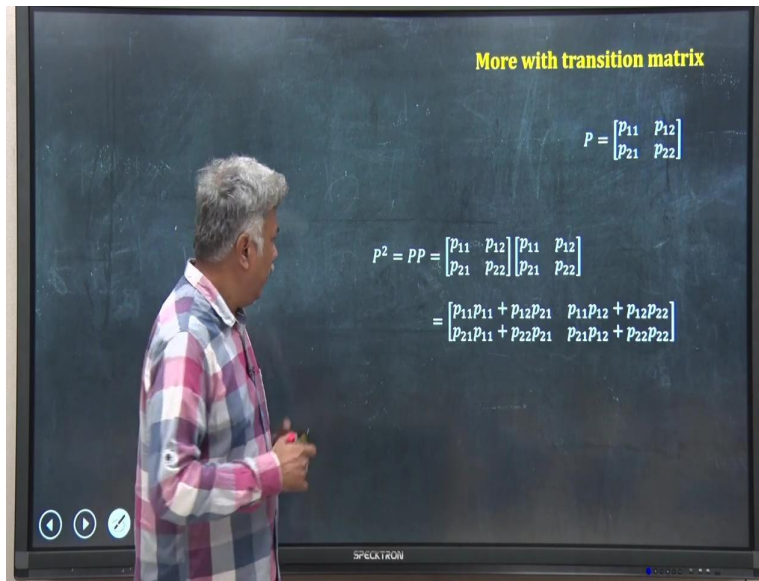 More with transition matrix
P = [p₁₁ p₁₂
p₂₁ p₂₂]
P² = PP = [p₁₁ p₁₂ [p₁₁ p₁₂
p₂₁ p₂₂] [p₂₁ p₂₂]
= [p₁₁p₁₁ + p₁₂p₂₁ p₁₁p₁₂ + p₁₂p₂₂
p₂₁p₁₁ + p₂₂p₂₁ p₂₁p₁₂ + p₂₂p₂₂]
SPECKTRON